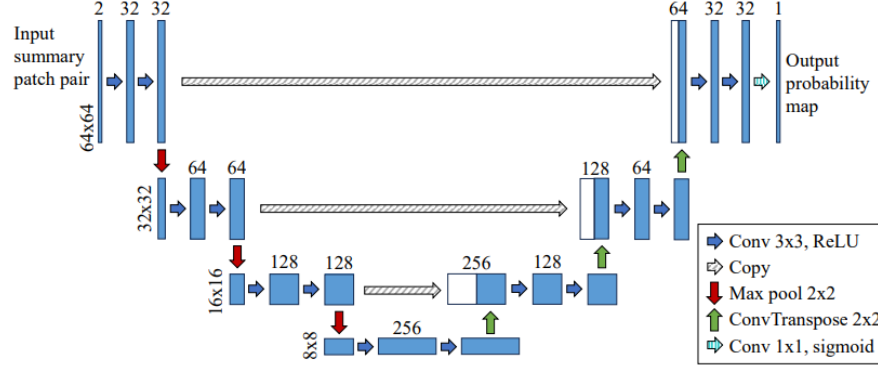 2 32 32 64 32 32 1
Input
summary
patch pair
Output
probability
map
64x64
64 64 128 64
32x32
128 128 256 128
16x16
256
8x8
Conv 3x3, ReLU
Copy
Max pool 2x2
ConvTranspose 2x2
Conv 1x1, sigmoid